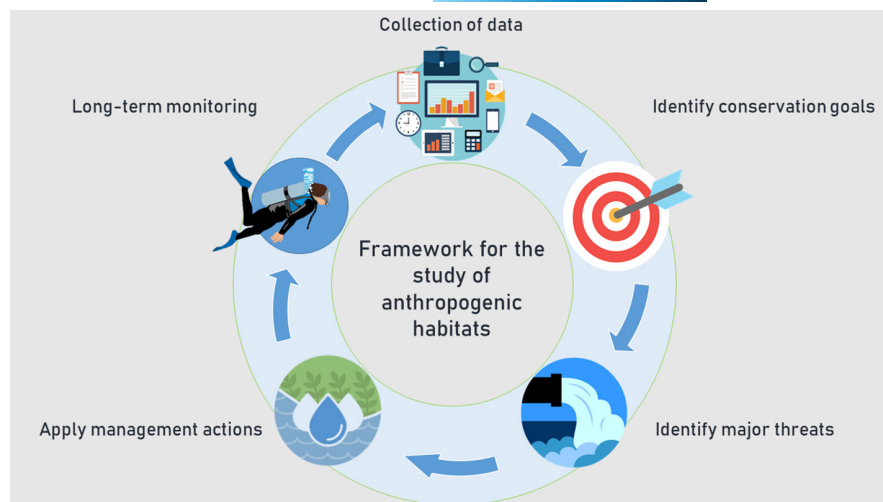 Collection of data
Long-term monitoring
Identify conservation goals
Framework for the
study of
anthropogenic
habitats
Apply management actions
Identify major threats